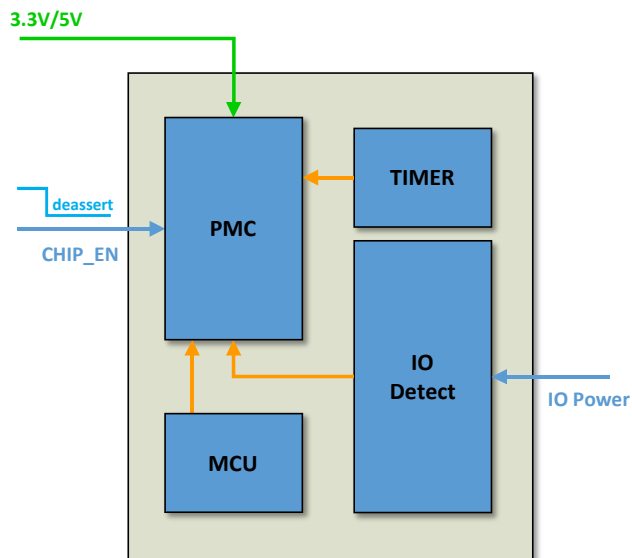 3.3V/5V
TIMER
deassert
PMC
CHIP_EN
IO
Detect
IO Power
MCU